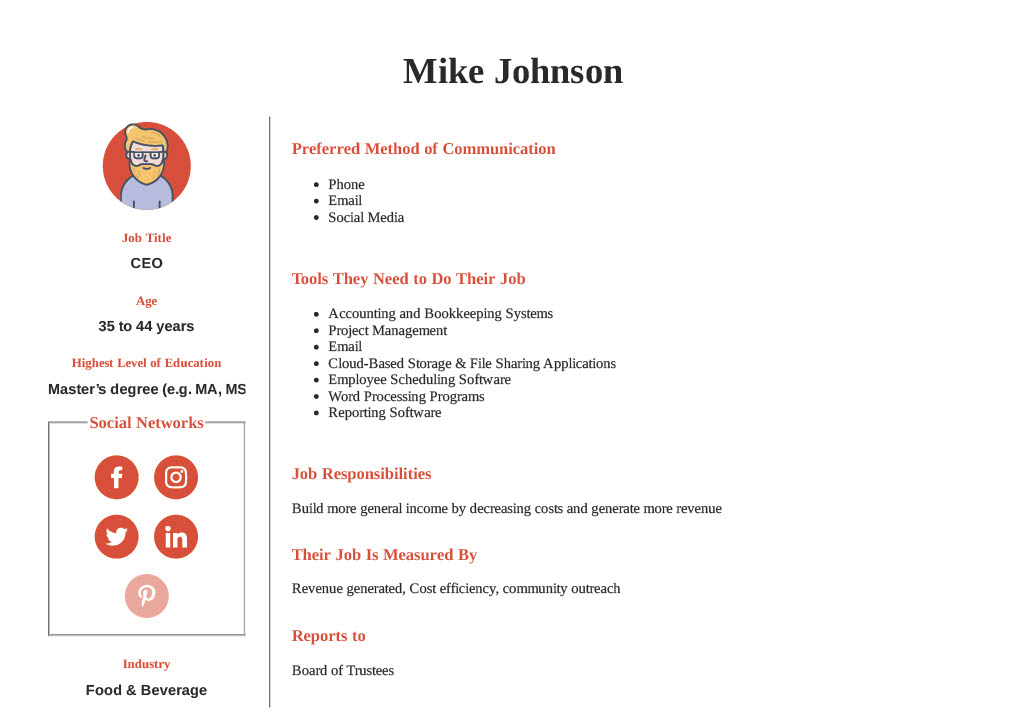 Mike Johnson
Job Title
CEO
Age
35 to 44 years
Highest Level of Education
Master's degree (e.g. MA, MS
Social Networks
Industry
Food & Beverage
Preferred Method of Communication
• Phone
• Email
• Social Media
Tools They Need to Do Their Job
• Accounting and Bookkeeping Systems
• Project Management
• Email
• Cloud-Based Storage & File Sharing Applications
• Employee Scheduling Software
• Word Processing Programs
• Reporting Software
Job Responsibilities
Build more general income by decreasing costs and generate more revenue
Their Job Is Measured By
Revenue generated, Cost efficiency, community outreach
Reports to
Board of Trustees